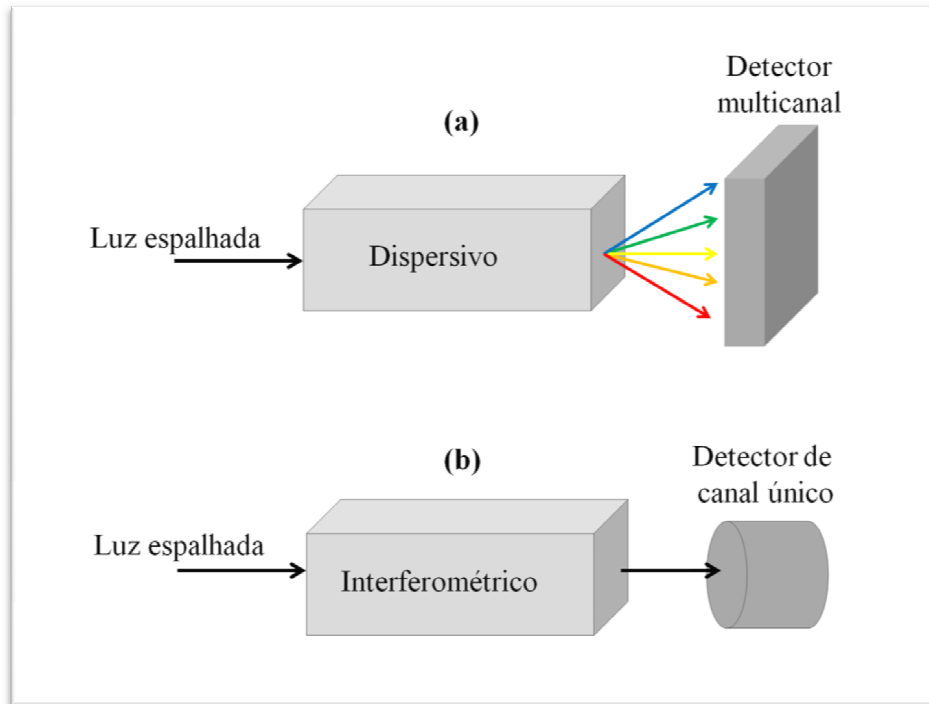 Detector
multicanal
(a)
Luz espalhada
Dispersivo
(b)
Detector de
canal único
Luz espalhada
Interferométrico